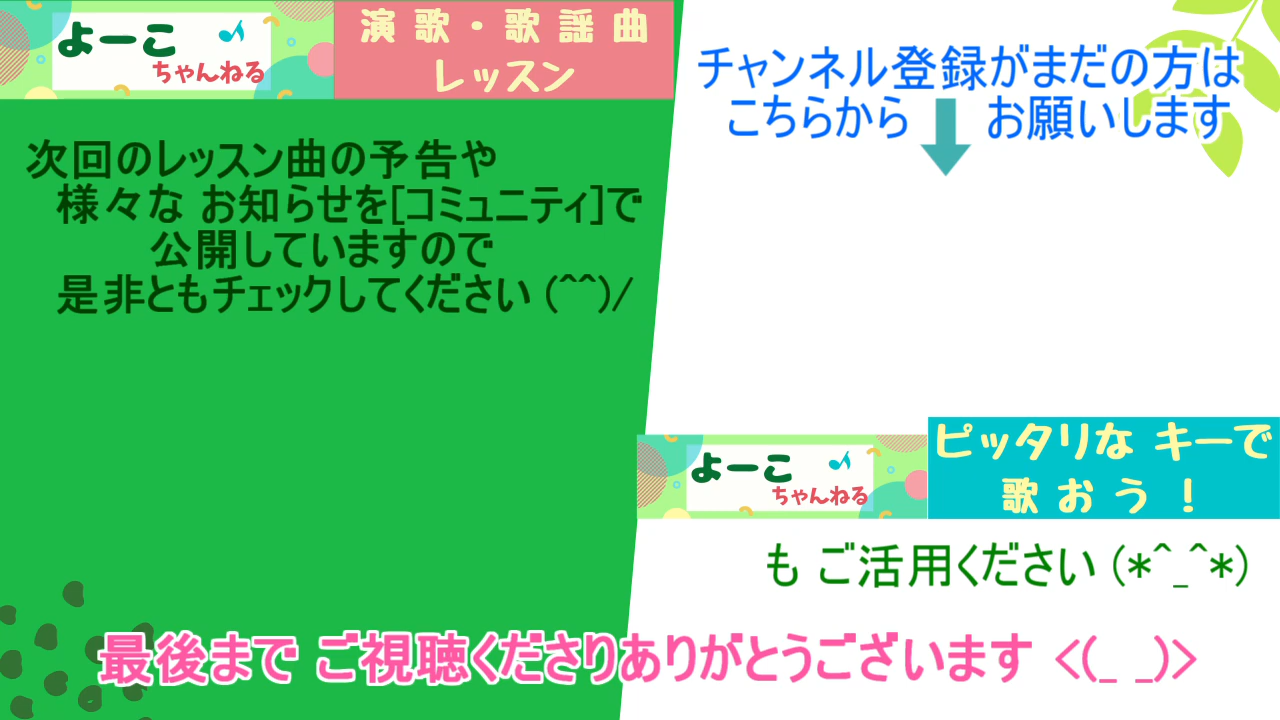 よーこ
ちゃんねる
演歌・歌謡曲
レッスン
チャンネル登録がまだの方は
こちらから お願いします
次回のレッスン曲の予告や
様々な お知らせを[コミュニティ]で
公開していますので
是非ともチェックしてください (^^)/
よーこ
ちゃんねる
ピッタリな キーで
歌おう！
も ご活用ください (*^_^*)
最後まで ご視聴くださりありがとうございます <(_ _)>